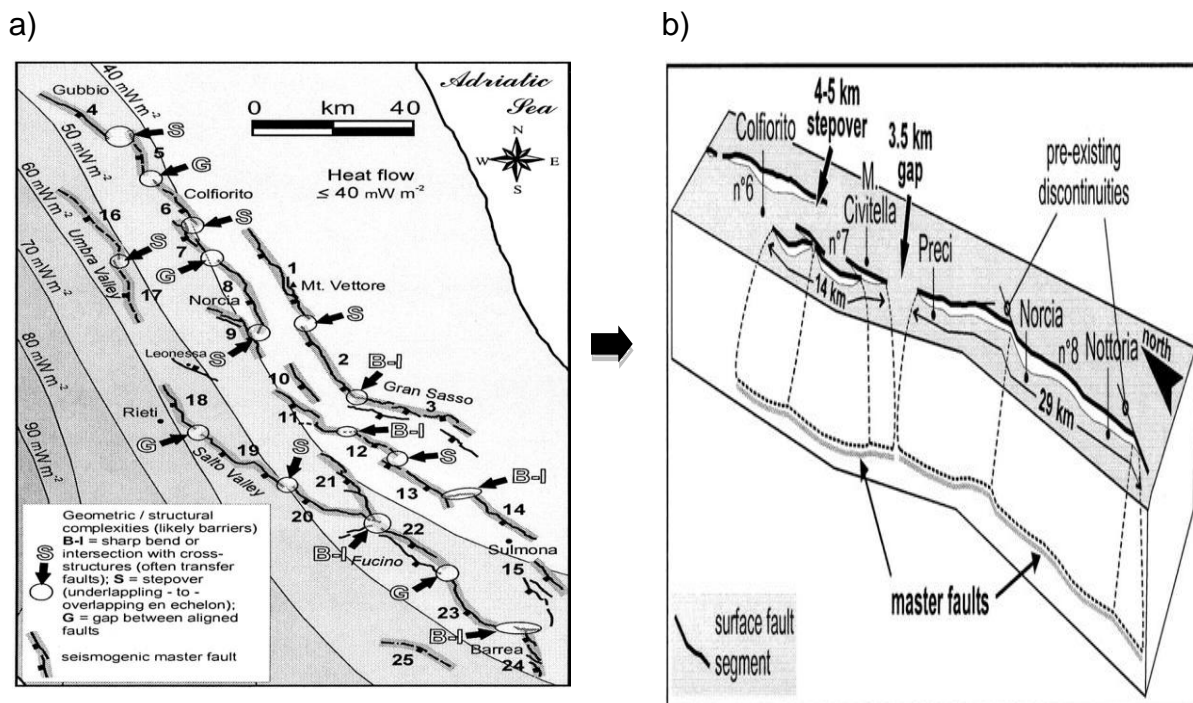 a)
Adriatic
Sea
0 km 40
N
W E
S
Heat flow
≤ 40 mW m⁻²
40 mW m⁻²
50 mW m⁻²
60 mW m⁻²
70 mW m⁻²
80 mW m⁻²
90 mW m⁻²
Gubbio
4
S
5
G
Colfiorito
6
S
7
G
8
16
S
Umbra Valley
17
1
Mt. Vettore
S
Norcia
9
S
2
B-I
Gran Sasso
3
Leonessa
10
18
Rieti
G
11
B-I
12
S
19
Salto Valley
S
13
B-I
14
21
20
22
B-I
Fucino
Sulmona
15
G
23
B-I
Barrea
24
25
Geometric / structural
complexities (likely barriers)
B-I = sharp bend or
intersection with cross-
structures (often transfer
faults); S = stepover
(underlappling - to -
overlapping en echelon);
G = gap between aligned
faults
S
seismogenic master fault
b)
4-5 km
stepover
Colfiorito
3.5 km
gap
M.
Civitella
pre-existing
discontinuities
n°6
n°7
Preci
14 km
Norcia
n°8 Nottoria
north
29 km
master faults
surface fault
segment